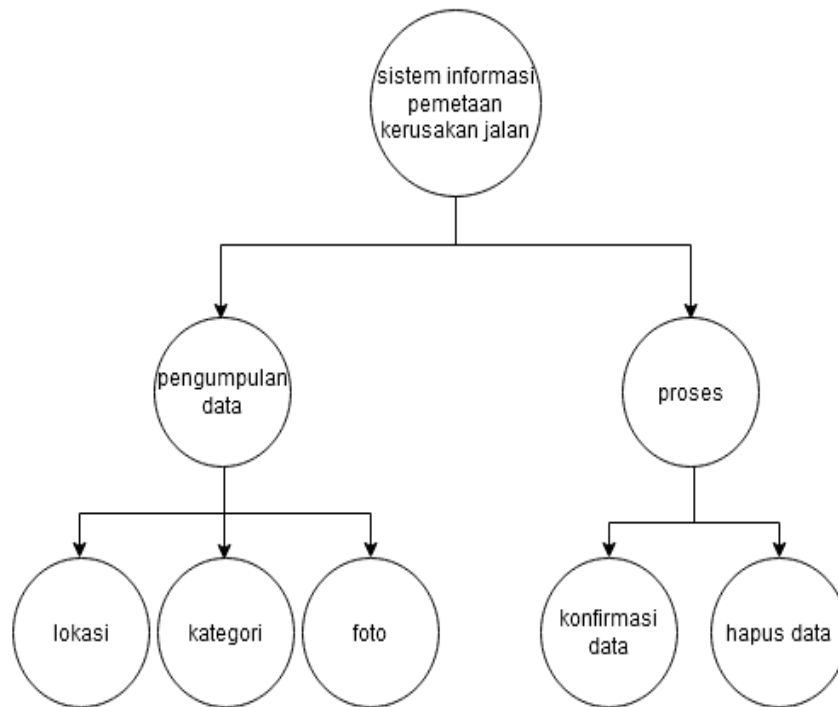 sistem informasi
pemetaan
kerusakan jalan
pengumpulan
data
proses
lokasi
kategori
foto
konfirmasi
data
hapus data